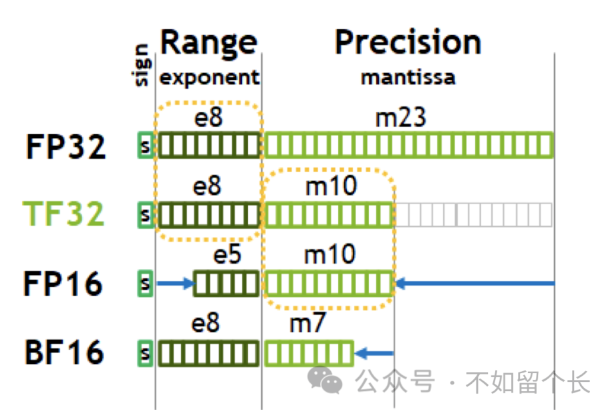 sign
Range
Precision
exponent
mantissa
e8
m23
FP32
s
e8
m10
TF32
s
e5
m10
FP16
s
e8
m7
BF16
s
公众号 · 不如留个长